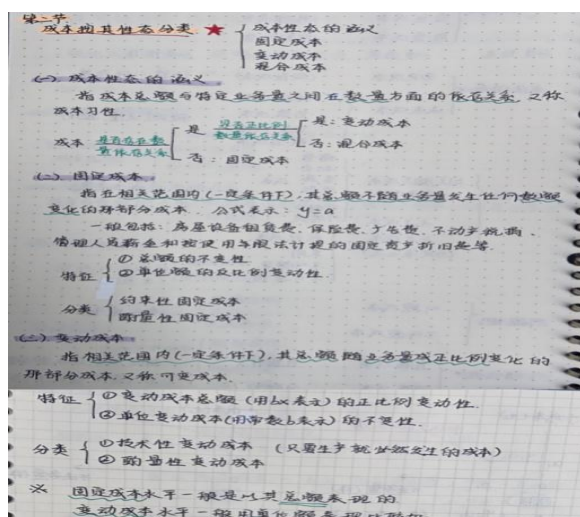 第二节
成本按其性态分类 ★ 成本性态的涵义
固定成本
变动成本
混合成本
(一) 成本性态的涵义
指成本总额与特定业务量之间在数量方面的依存关系,又称
成本习性.
成本 是否存在数量依存关系 是 是否正比例数量依存关系 是:变动成本
否:混合成本
否:固定成本
(二) 固定成本
指在相关范围内(一定条件下),其总额不随业务量发生任何数额
变化的那部分成本. 公式表示: y=a
一般包括:房屋设备租赁费、保险费、广告费、不动产税捐、
管理人员薪金和按使用年限法计提的固定资产折旧费等.
特征 ①总额的不变性
②单位额的反比例变动性.
分类 约束性固定成本
酌量性固定成本
(三) 变动成本
指相关范围内(一定条件下),其总额随业务量成正比例变化的
那部分成本.又称可变成本.
特征 ①变动成本总额(用bx表示)的正比例变动性.
②单位变动成本(用常数b表示)的不变性.
分类 ①技术性变动成本 (只要生产就必然发生的成本)
②酌量性变动成本
※ 固定成本水平一般是以其总额表现的
变动成本水平一般用单位额表现